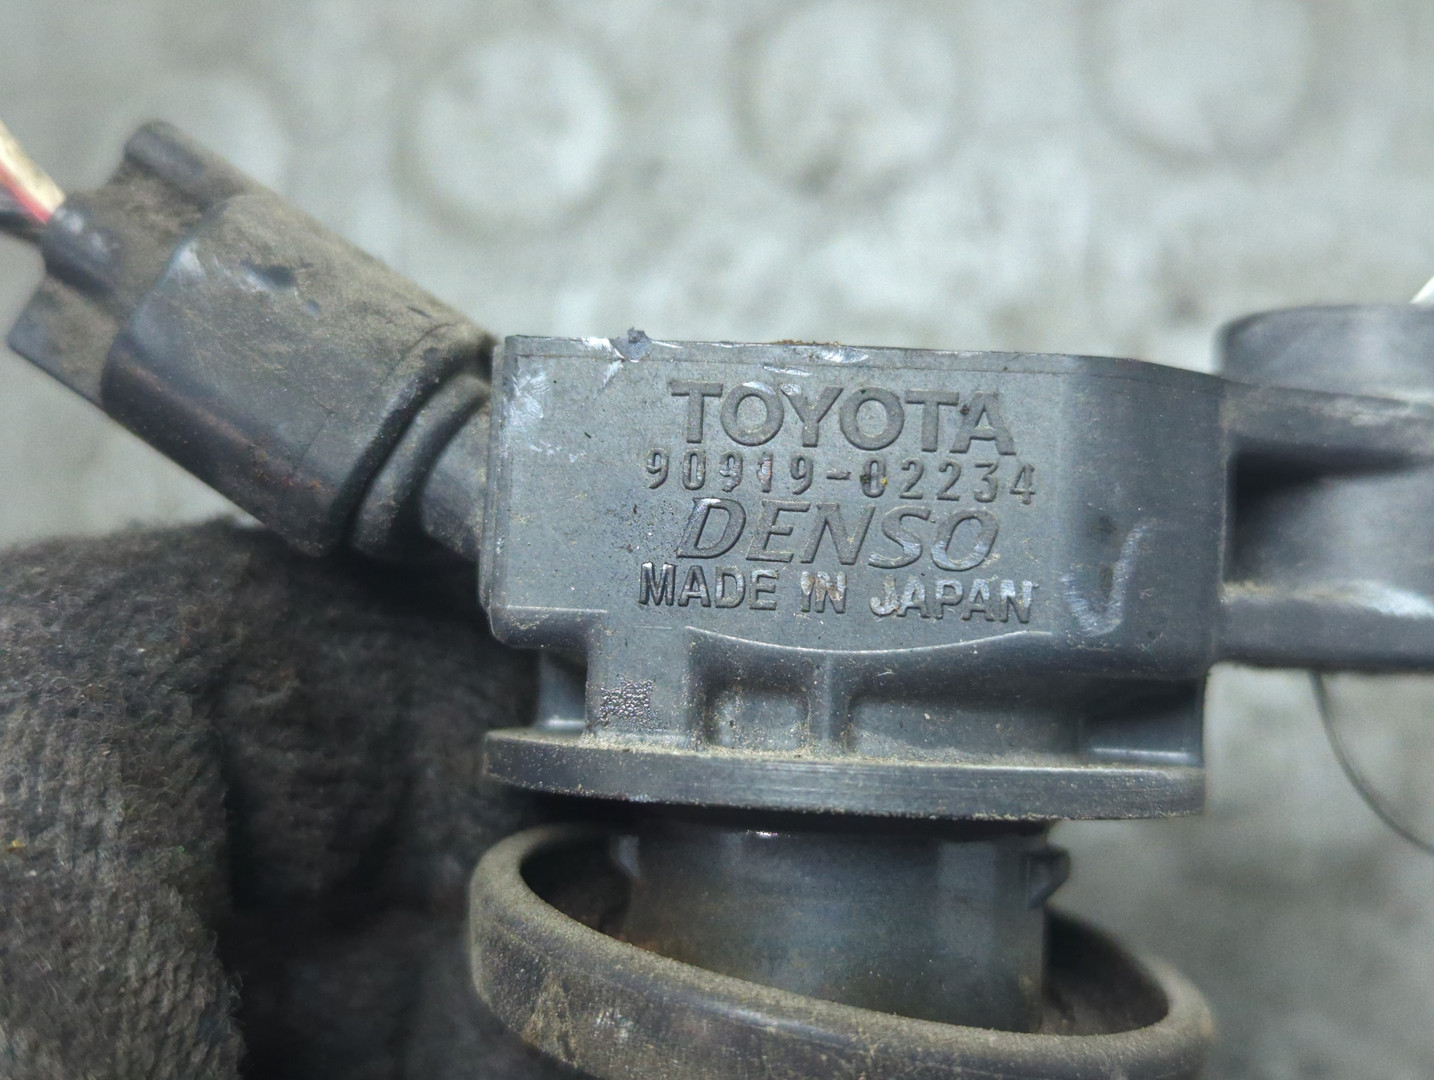 TOYOTA
90919-02234
DENSO
MADE IN JAPAN